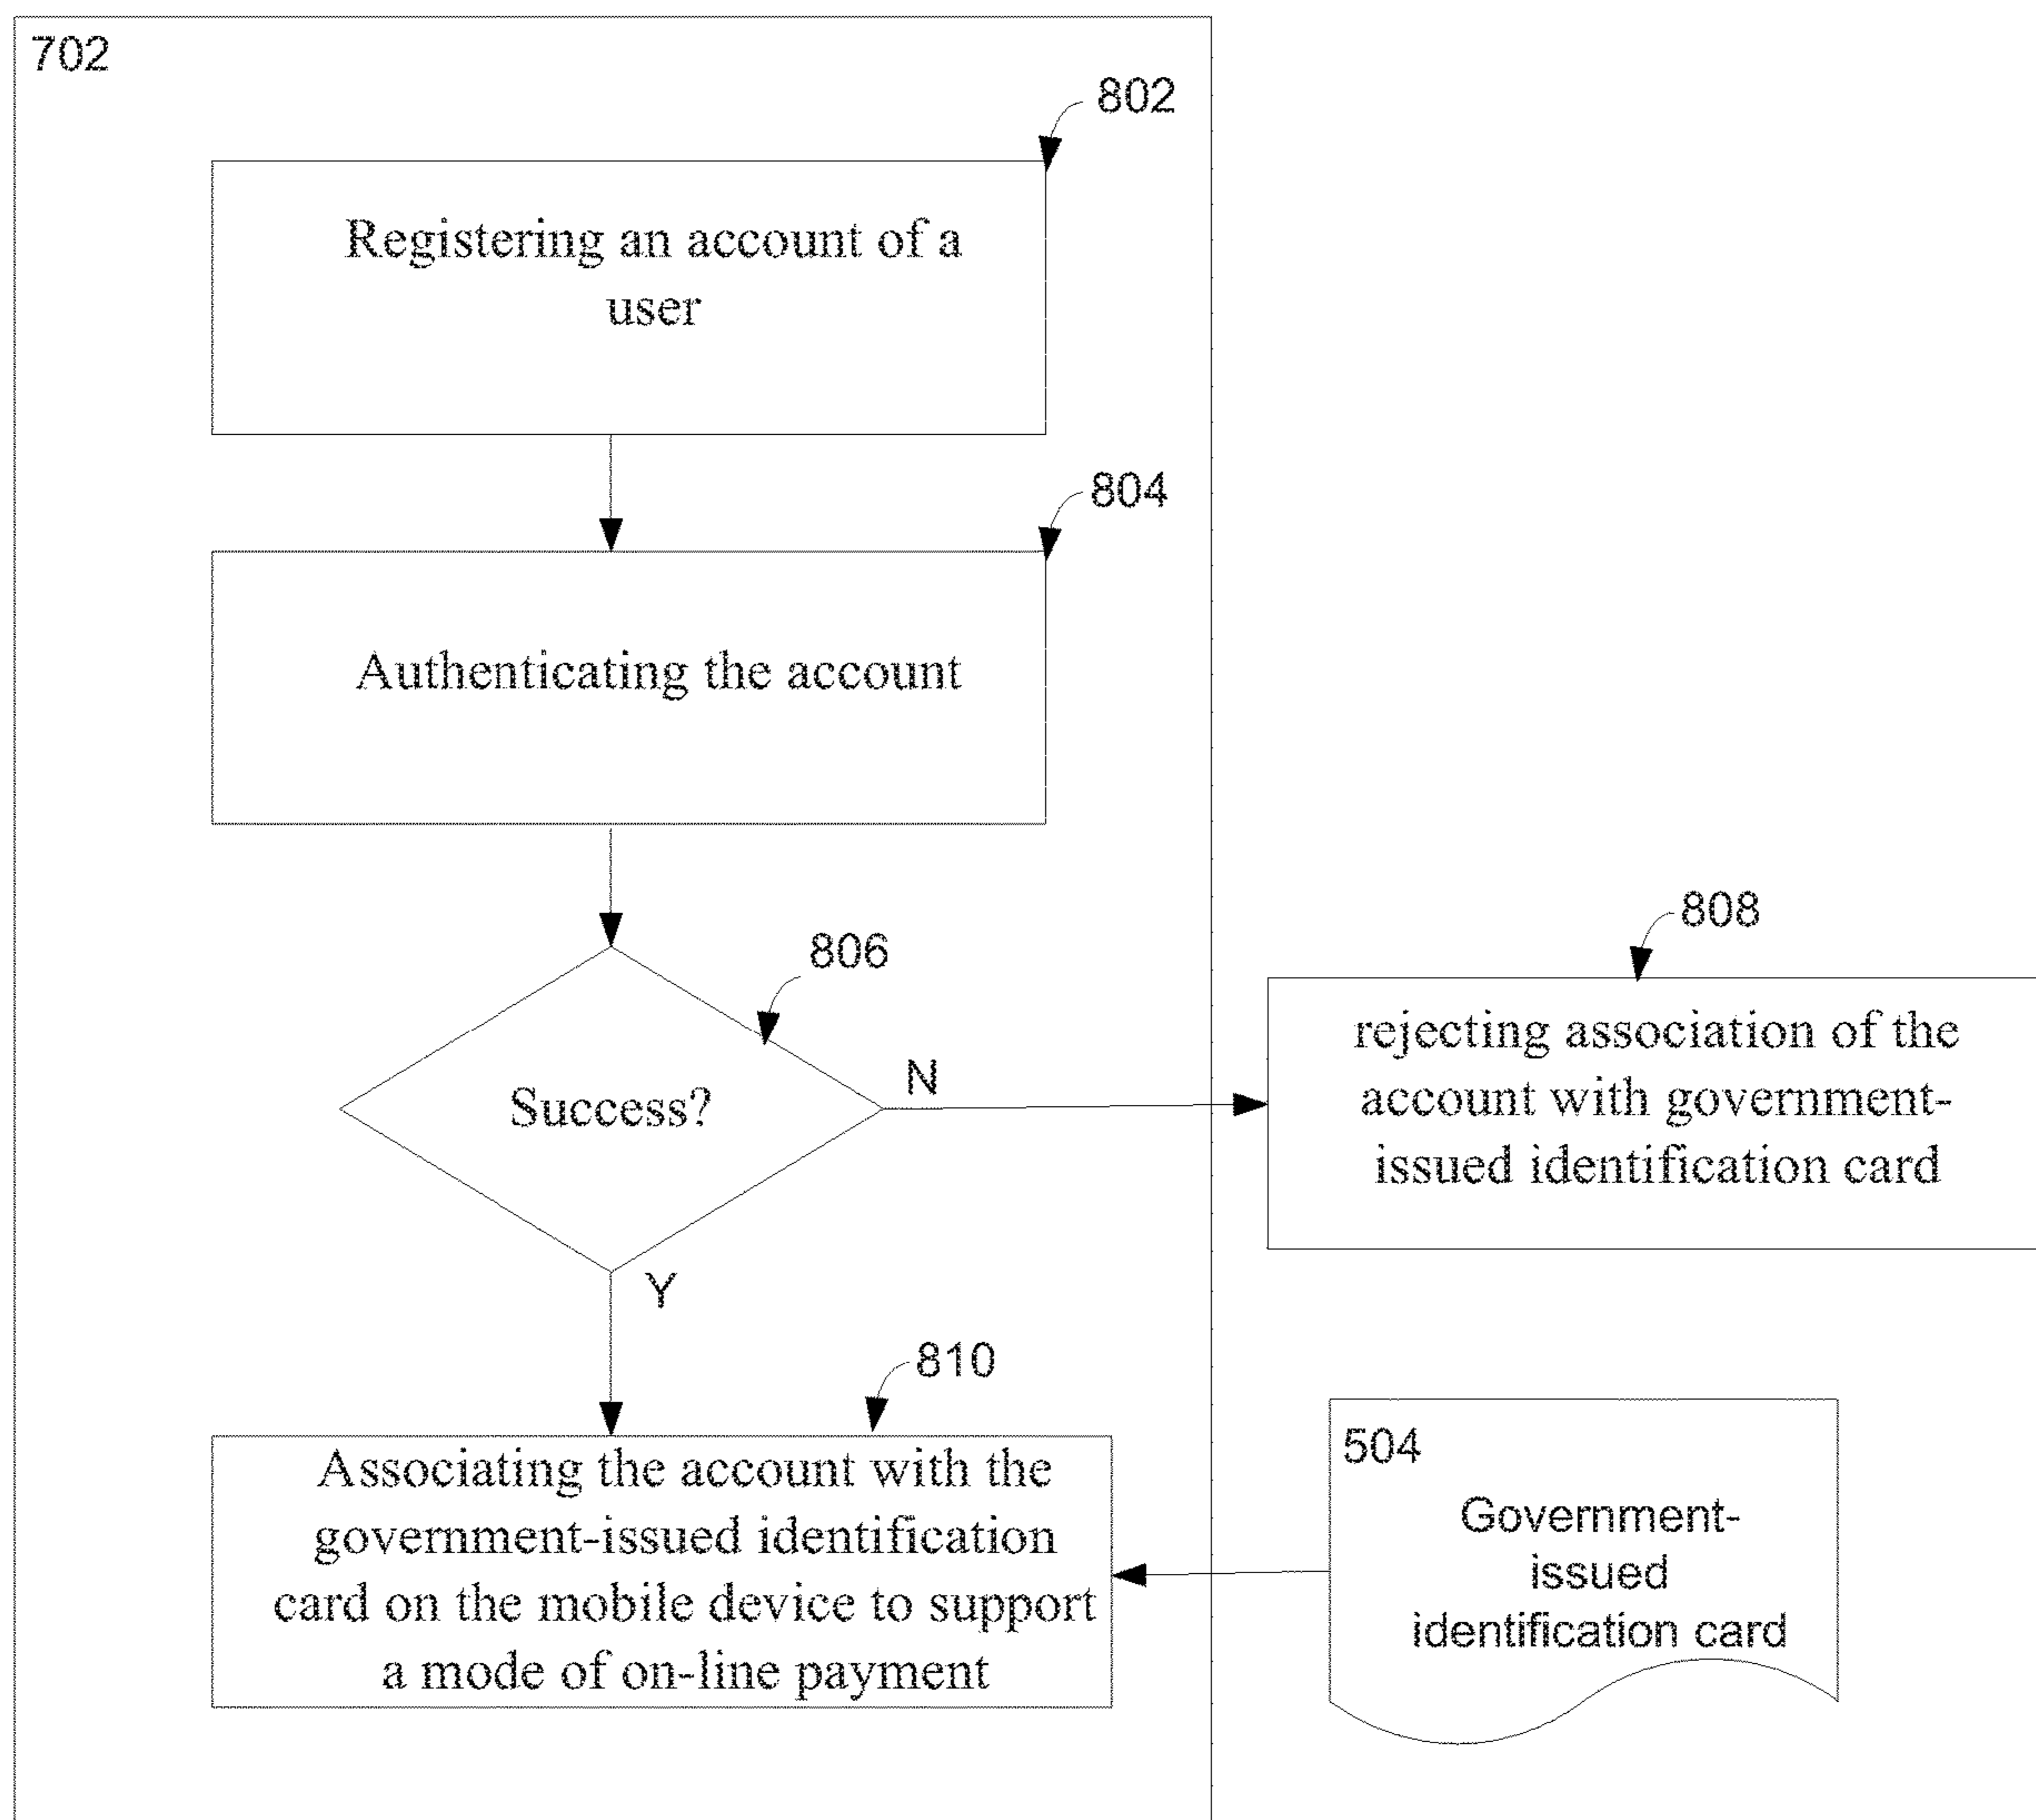 702
802
Registering an account of a
user
804
Authenticating the account
806
Success?
N
808
rejecting association of the
account with government-
issued identification card
Y
810
Associating the account with the
government-issued identification
card on the mobile device to support
a mode of on-line payment
504
Government-
issued
identification card